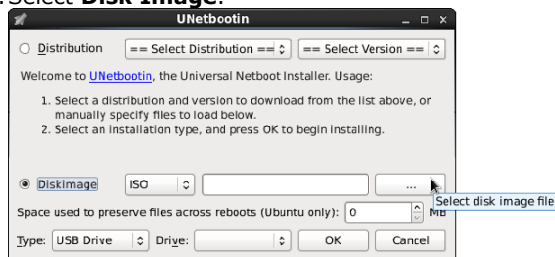 Select Disk Image.
UNetbootin
Distribution == Select Distribution == == Select Version ==
Welcome to UNetbootin, the Universal Netboot Installer. Usage:
1. Select a distribution and version to download from the list above, or
manually specify files to load below.
2. Select an installation type, and press OK to begin installing.
Diskimage ISO ...
Select disk image file
Space used to preserve files across reboots (Ubuntu only): 0 MB
Type: USB Drive Drive: OK Cancel